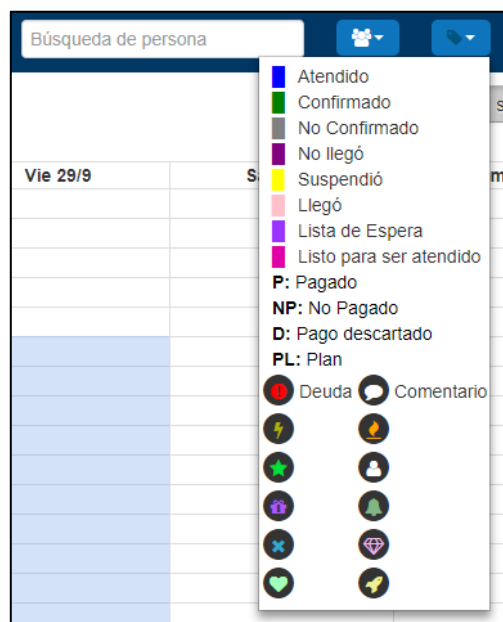 Búsqueda de persona
Atendido
Confirmado
s
No Confirmado
No llegó
Vie 29/9
S
m
Suspendió
Llegó
Lista de Espera
Listo para ser atendido
P: Pagado
NP: No Pagado
D: Pago descartado
PL: Plan
Deuda Comentario